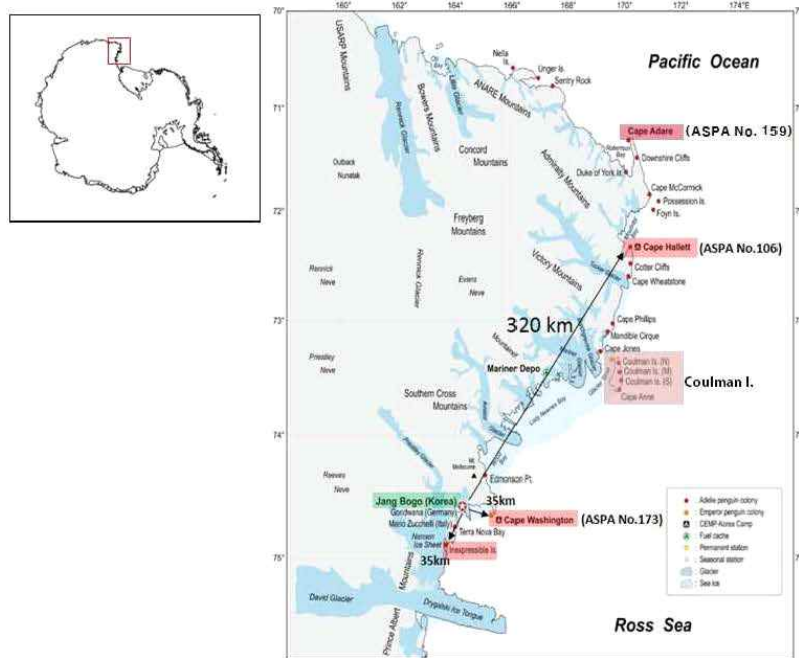 160°
162°
164°
166°
168°
170°
172°
174°E
71°
72°
73°
74°
75°
Pacific Ocean
Ross Sea
USARP Mountains
Rennick Glacier
Bowers Mountains
Lillie Glacier
ANARE Mountains
Nella
Is.
Unger Is.
Sentry Rock
Concord
Mountains
Outback
Nunatak
Cape Adare
(ASPA No. 159)
Robertson
Bay
Downshire Cliffs
Duke of York Is.
Admiralty Mountains
Cape McCormick
Possession Is.
Foyn Is.
Freyberg
Mountains
Cape Hallett
(ASPA No.106)
Cotter Cliffs
Cape Wheatstone
Tucker Glacier
Victory Mountains
Rennick
Neve
Rennick
Glacier
Evans
Neve
320 km
Cape Phillips
Mandible Cirque
Cape Jones
Coulman Is. (N)
Coulman Is. (M)
Coulman Is. (S)
Cape Anne
Coulman I.
Priestley
Neve
Mountaineer
Mariner Depo
Southern Cross
Mountains
Lady Newnes Bay
Priestley Glacier
Reeves
Neve
Mt.
Melbourne
Edmonson Pt.
Jang Bogo (Korea)
Gondwana (Germany)
Mario Zucchelli (Italy)
35km
Cape Washington
(ASPA No.173)
Terra Nova Bay
Nansen
Ice Sheet
Inexpressible Is.
35km
Mountains
David Glacier
Drygalski Ice Tongue
Prince Albert
: Adelie penguin colony
: Emperor penguin colony
: CEMP-Korea Camp
: Fuel cache
: Permanent station
: Seasonal station
: Glacier
: Sea Ice